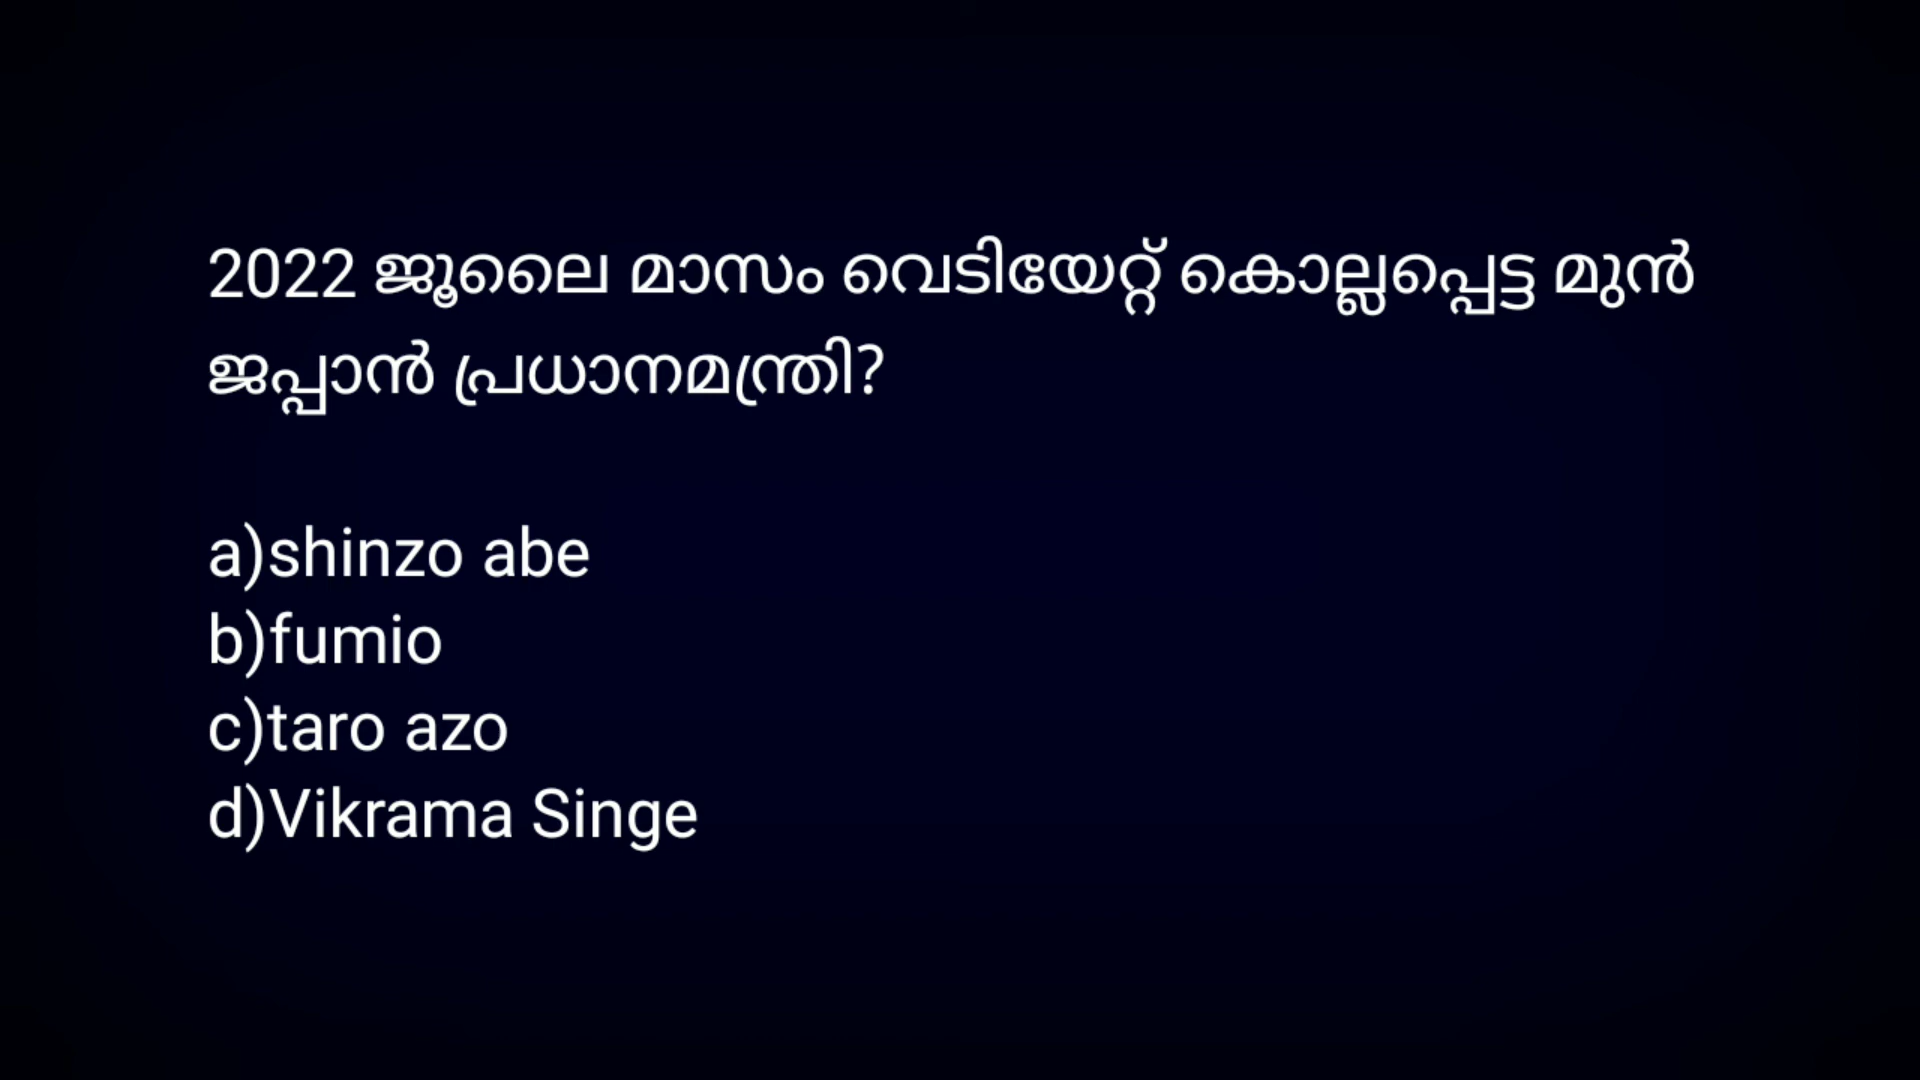 2022 ജൂലൈ മാസം വെടിയേറ്റ് കൊല്ലപ്പെട്ട മുൻ
ജപ്പാൻ പ്രധാനമന്ത്രി?
a)shinzo abe
b)fumio
c)taro azo
d)Vikrama Singe